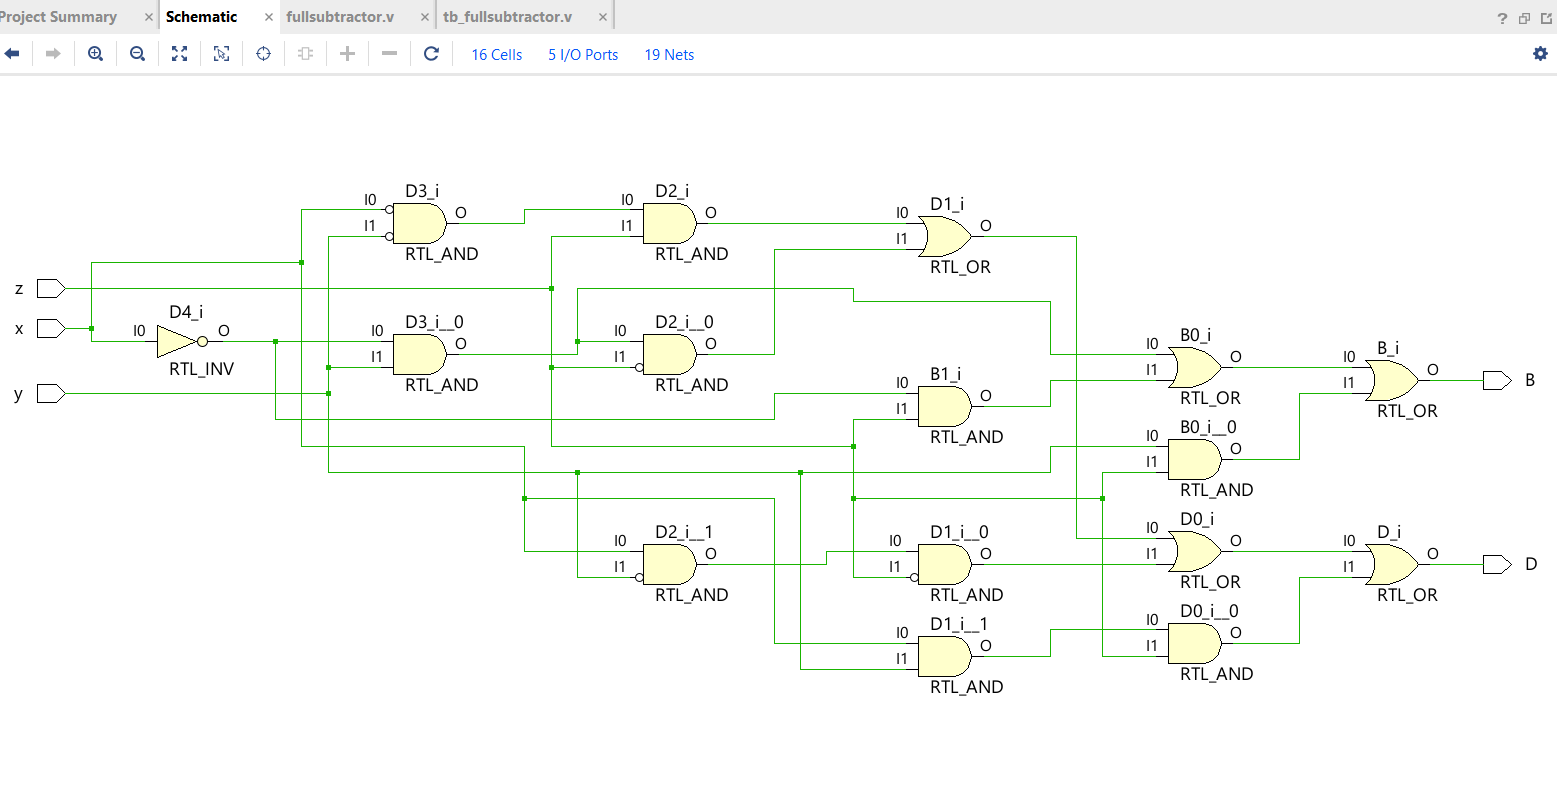 Project Summary × Schematic × fullsubtractor.v × tb_fullsubtractor.v ×
?
16 Cells 5 I/O Ports 19 Nets
D3_i
I0
I1
O
RTL_AND
D2_i
I0
I1
O
RTL_AND
D1_i
I0
I1
O
RTL_OR
z
x
y
D4_i
I0
O
RTL_INV
D3_i__0
I0
I1
O
RTL_AND
D2_i__0
I0
I1
O
RTL_AND
B1_i
I0
I1
O
RTL_AND
B0_i
I0
I1
O
RTL_OR
B_i
I0
I1
O
RTL_OR
B
B0_i__0
I0
I1
O
RTL_AND
D2_i__1
I0
I1
O
RTL_AND
D1_i__0
I0
I1
O
RTL_AND
D0_i
I0
I1
O
RTL_OR
D_i
I0
I1
O
RTL_OR
D
D1_i__1
I0
I1
O
RTL_AND
D0_i__0
I0
I1
O
RTL_AND